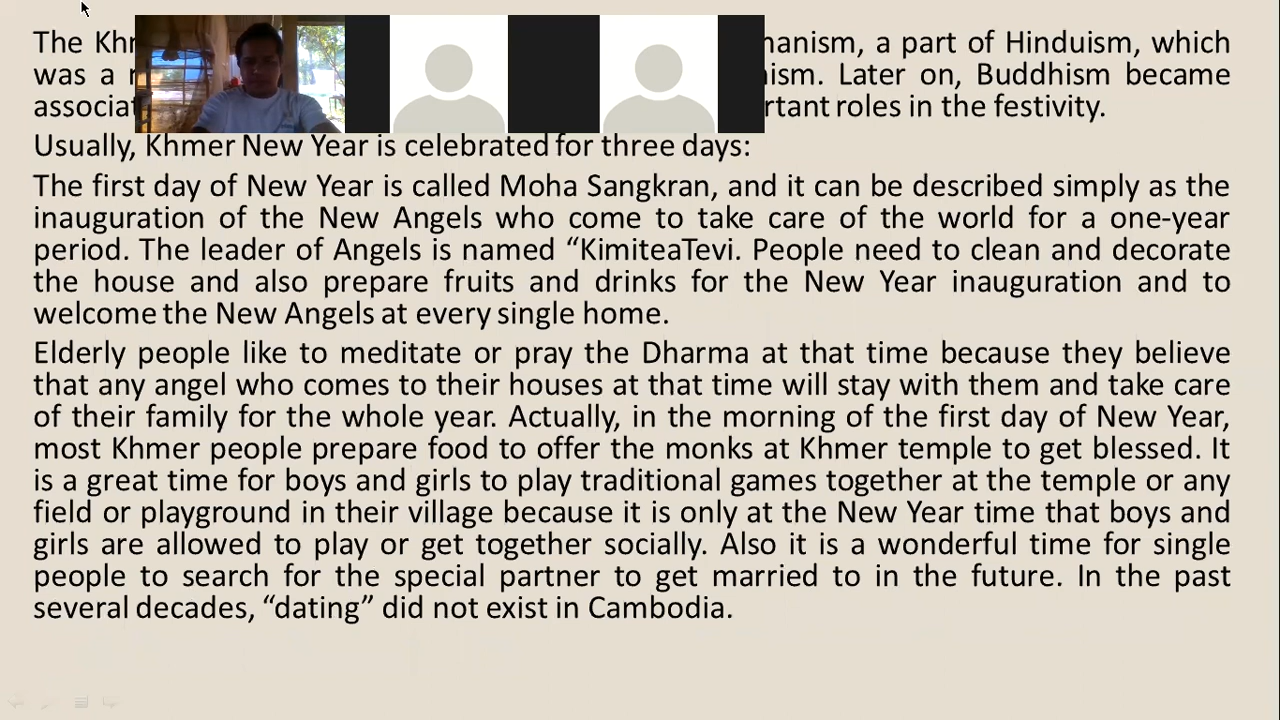 The manism, a part of Hinduism, which
was a ism. Later on, Buddhism became
roles in the festivity.
Usually, Khmer New Year is celebrated for three days:
The first day of New Year is called Moha Sangkran, and it can be described simply as the
inauguration of the New Angels who come to take care of the world for a one-year
period. The leader of Angels is named “KimiteaTevi. People need to clean and decorate
the house and also prepare fruits and drinks for the New Year inauguration and to
welcome the New Angels at every single home.
Elderly people like to meditate or pray the Dharma at that time because they believe
that any angel who comes to their houses at that time will stay with them and take care
of their family for the whole year. Actually, in the morning of the first day of New Year,
most Khmer people prepare food to offer the monks at Khmer temple to get blessed. It
is a great time for boys and girls to play traditional games together at the temple or any
field or playground in their village because it is only at the New Year time that boys and
girls are allowed to play or get together socially. Also it is a wonderful time for single
people to search for the special partner to get married to in the future. In the past
several decades, “dating” did not exist in Cambodia.